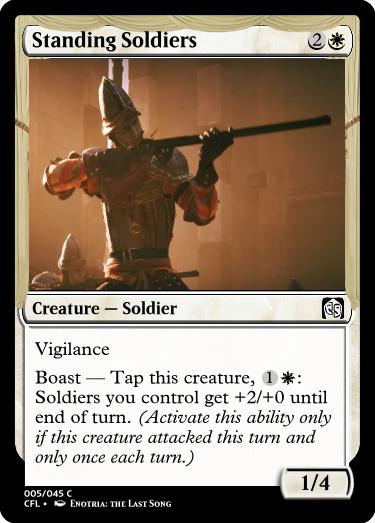 Standing Soldiers 2
Creature — Soldier
Vigilance
Boast — Tap this creature, 1 :
Soldiers you control get +2/+0 until
end of turn. (Activate this ability only
if this creature attacked this turn and
only once each turn.)
1/4
005/045 C
CFL • Enotria: the Last Song